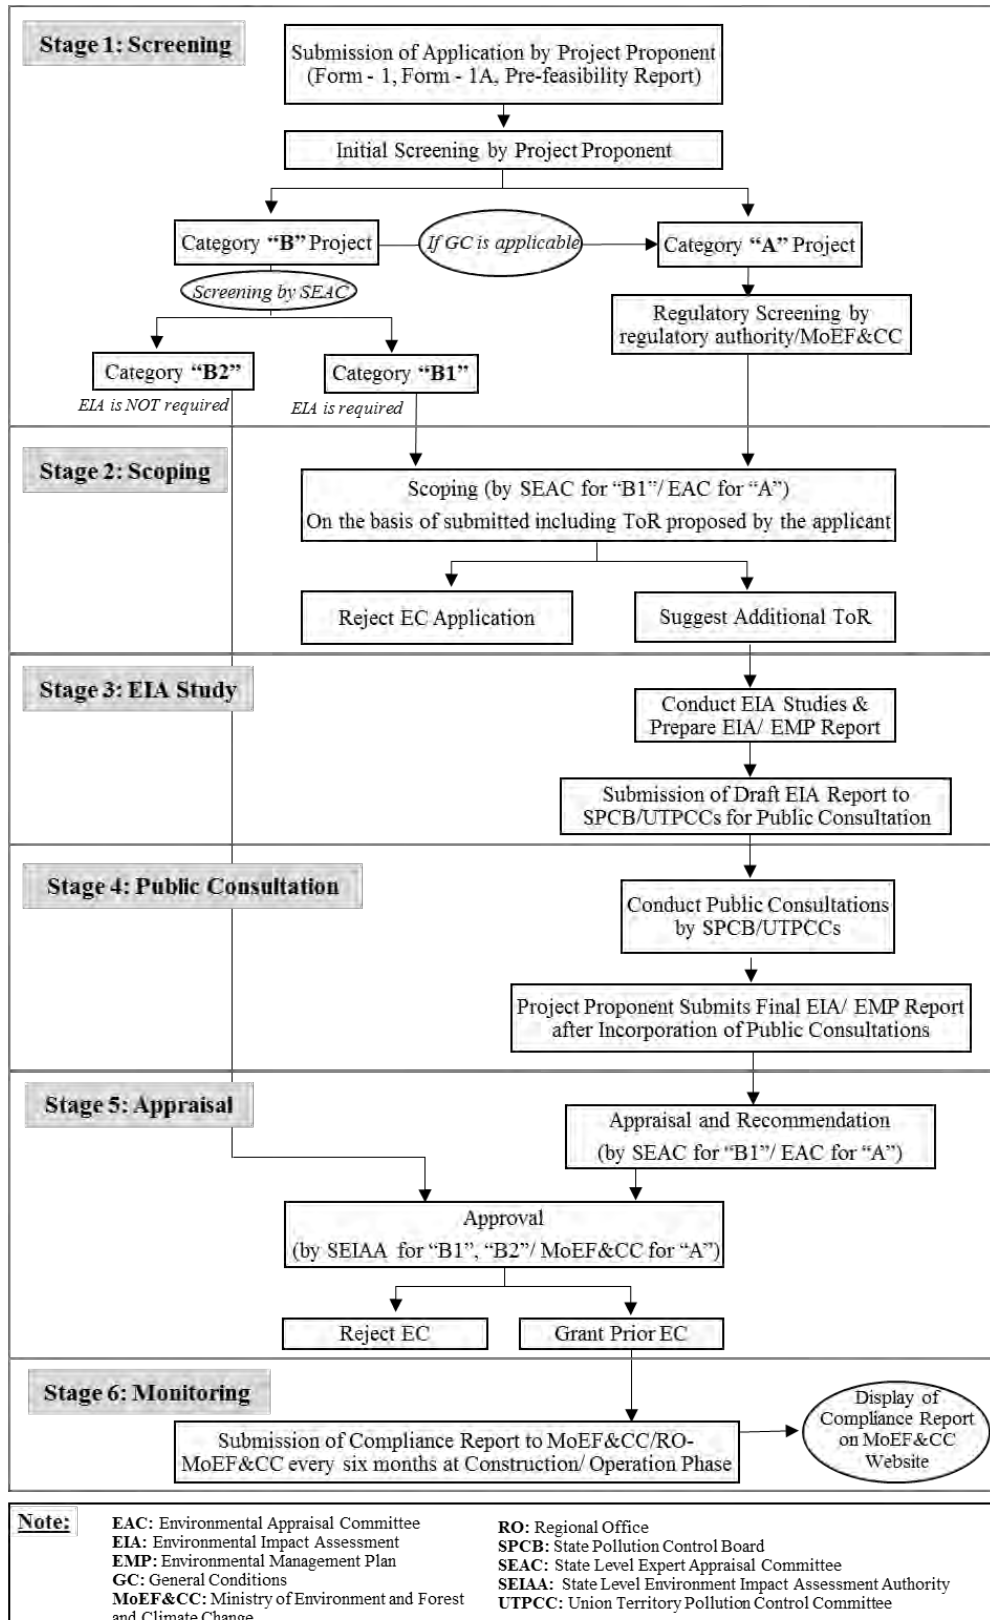 Stage 1: Screening
Submission of Application by Project Proponent
(Form - 1, Form - 1A, Pre-feasibility Report)
Initial Screening by Project Proponent
Category “B” Project
If GC is applicable
Category “A” Project
Screening by SEAC
Regulatory Screening by
regulatory authority/MoEF&CC
Category “B2”
Category “B1”
EIA is NOT required
EIA is required
Stage 2: Scoping
Scoping (by SEAC for “B1”/ EAC for “A”)
On the basis of submitted including ToR proposed by the applicant
Reject EC Application
Suggest Additional ToR
Stage 3: EIA Study
Conduct EIA Studies &
Prepare EIA/ EMP Report
Submission of Draft EIA Report to
SPCB/UTPCCs for Public Consultation
Stage 4: Public Consultation
Conduct Public Consultations
by SPCB/UTPCCs
Project Proponent Submits Final EIA/ EMP Report
after Incorporation of Public Consultations
Stage 5: Appraisal
Appraisal and Recommendation
(by SEAC for “B1”/ EAC for “A”)
Approval
(by SEIAA for “B1”, “B2”/ MoEF&CC for “A”)
Reject EC
Grant Prior EC
Stage 6: Monitoring
Submission of Compliance Report to MoEF&CC/RO-
MoEF&CC every six months at Construction/ Operation Phase
Display of
Compliance Report
on MoEF&CC
Website
Note:
EAC: Environmental Appraisal Committee
EIA: Environmental Impact Assessment
EMP: Environmental Management Plan
GC: General Conditions
MoEF&CC: Ministry of Environment and Forest
and Climate Change
RO: Regional Office
SPCB: State Pollution Control Board
SEAC: State Level Expert Appraisal Committee
SEIAA: State Level Environment Impact Assessment Authority
UTPCC: Union Territory Pollution Control Committee